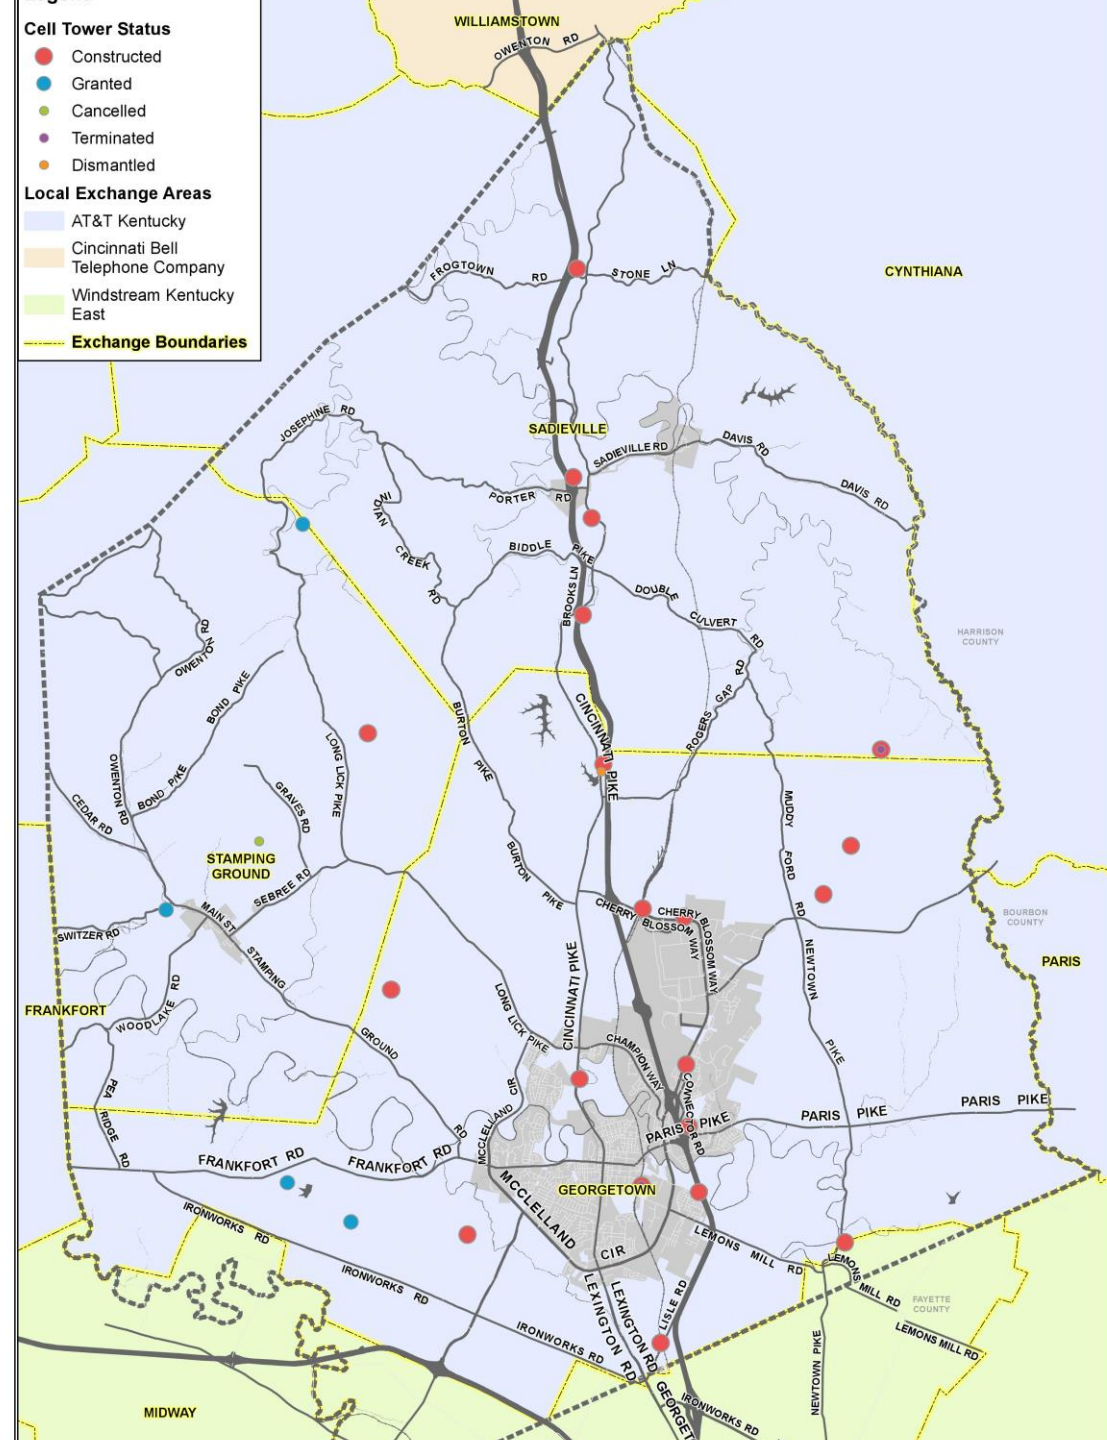 Cell Tower Status
Constructed
Granted
Cancelled
Terminated
Dismantled
Local Exchange Areas
AT&T Kentucky
Cincinnati Bell
Telephone Company
Windstream Kentucky
East
Exchange Boundaries
WILLIAMSTOWN
OWENTON RD
CYNTHIANA
FROGTOWN RD
STONE LN
JOSEPHINE RD
SADIEVILLE
SADIEVILLE RD
DAVIS RD
DAVIS RD
PORTER RD
INDIAN CREEK RD
BIDDLE PIKE
BROOKS LN
DOUBLE CULVERT RD
HARRISON
COUNTY
OWENTON RD
BOND PIKE
ROGERS GAP RD
BURTON PIKE
CINCINNATI PIKE
LONG LICK PIKE
OWENTON RD
BOND PIKE
CEDAR RD
GRAVES RD
MUDDY FORD RD
BURTON PIKE
STAMPING
GROUND
SEBREE RD
MAIN ST
SWITZER RD
CHERRY BLOSSOM WAY
CHERRY BLOSSOM WAY
BOURBON
COUNTY
PARIS
STAMPING GROUND RD
CINCINNATI PIKE
NEWTOWN PIKE
LONG LICK PIKE
FRANKFORT
WOODLAKE RD
CHAMPION WAY
PEA RIDGE RD
CONNECTOR RD
MCCLELLAND CIR
PARIS PIKE
PARIS PIKE
PARIS PIKE
FRANKFORT RD
FRANKFORT RD
GEORGETOWN
MCCLELLAND CIR
IRONWORKS RD
LEMONS MILL RD
LEMONS MILL RD
IRONWORKS RD
LEXINGTON RD
LEXINGTON RD
LISLE RD
FAYETTE
COUNTY
LEMONS MILL RD
IRONWORKS RD
NEWTOWN PIKE
IRONWORKS RD
GEORGET
MIDWAY